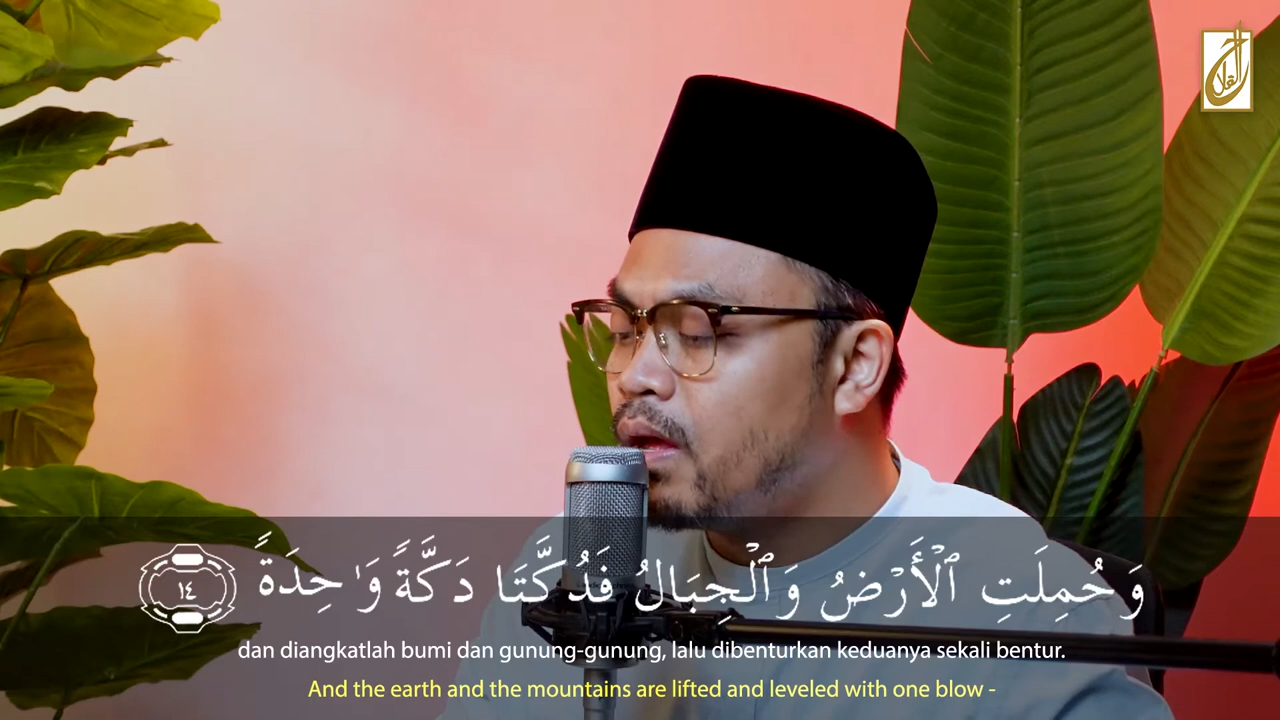 وَحُمِلَتِ ٱلْأَرْضُ وَٱلْجِبَالُ فَدُكَّتَا دَكَّةً وَٰحِدَةً ١٤
dan diangkatlah bumi dan gunung-gunung, lalu dibenturkan keduanya sekali bentur.
And the earth and the mountains are lifted and leveled with one blow -